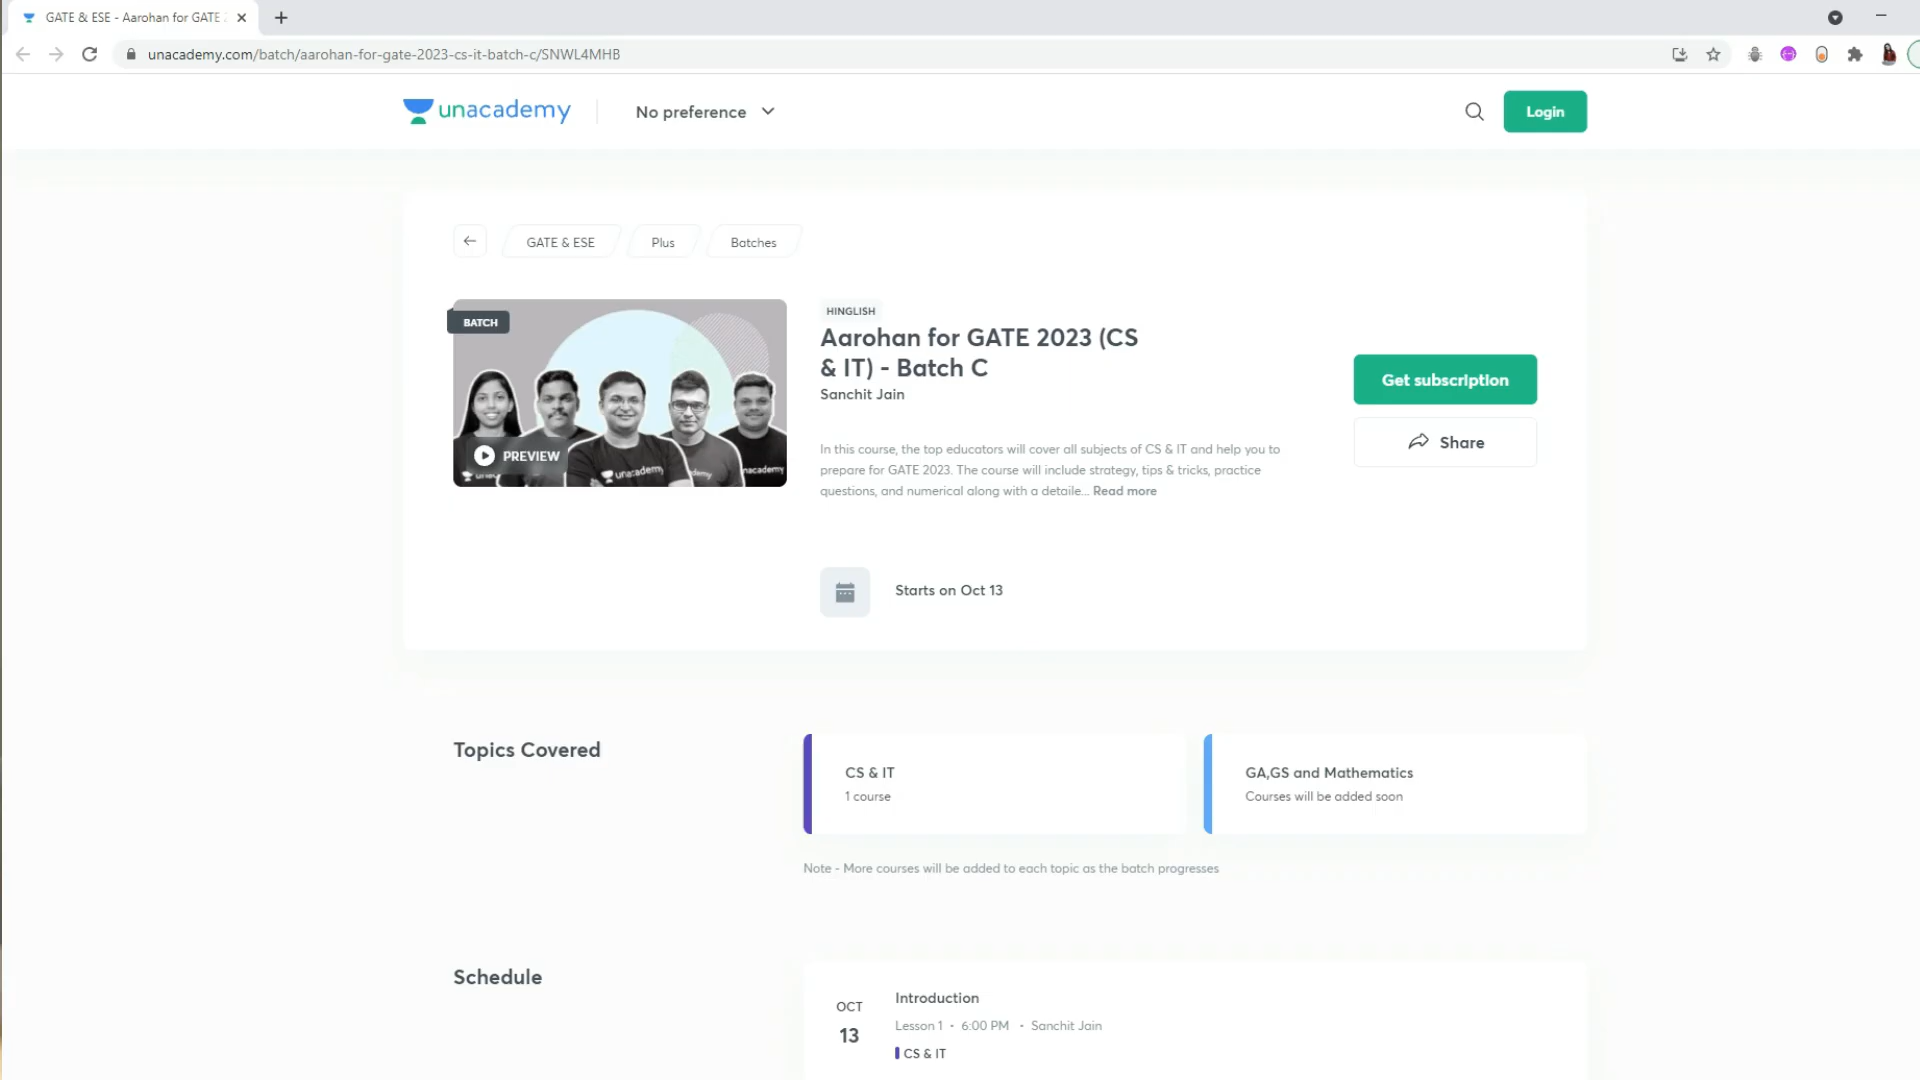 GATE & ESE - Aarohan for GATE
unacademy.com/batch/aarohan-for-gate-2023-cs-it-batch-c/SNWL4MHB
unacademy
No preference
Login
GATE & ESE
Plus
Batches
BATCH
PREVIEW
unacademy
HINGLISH
Aarohan for GATE 2023 (CS
& IT) - Batch C
Sanchit Jain
In this course, the top educators will cover all subjects of CS & IT and help you to
prepare for GATE 2023. The course will include strategy, tips & tricks, practice
questions, and numerical along with a detaile... Read more
Get subscription
Share
Starts on Oct 13
Topics Covered
CS & IT
1 course
GA,GS and Mathematics
Courses will be added soon
Note - More courses will be added to each topic as the batch progresses
Schedule
OCT
13
Introduction
Lesson 1 • 6:00 PM • Sanchit Jain
CS & IT